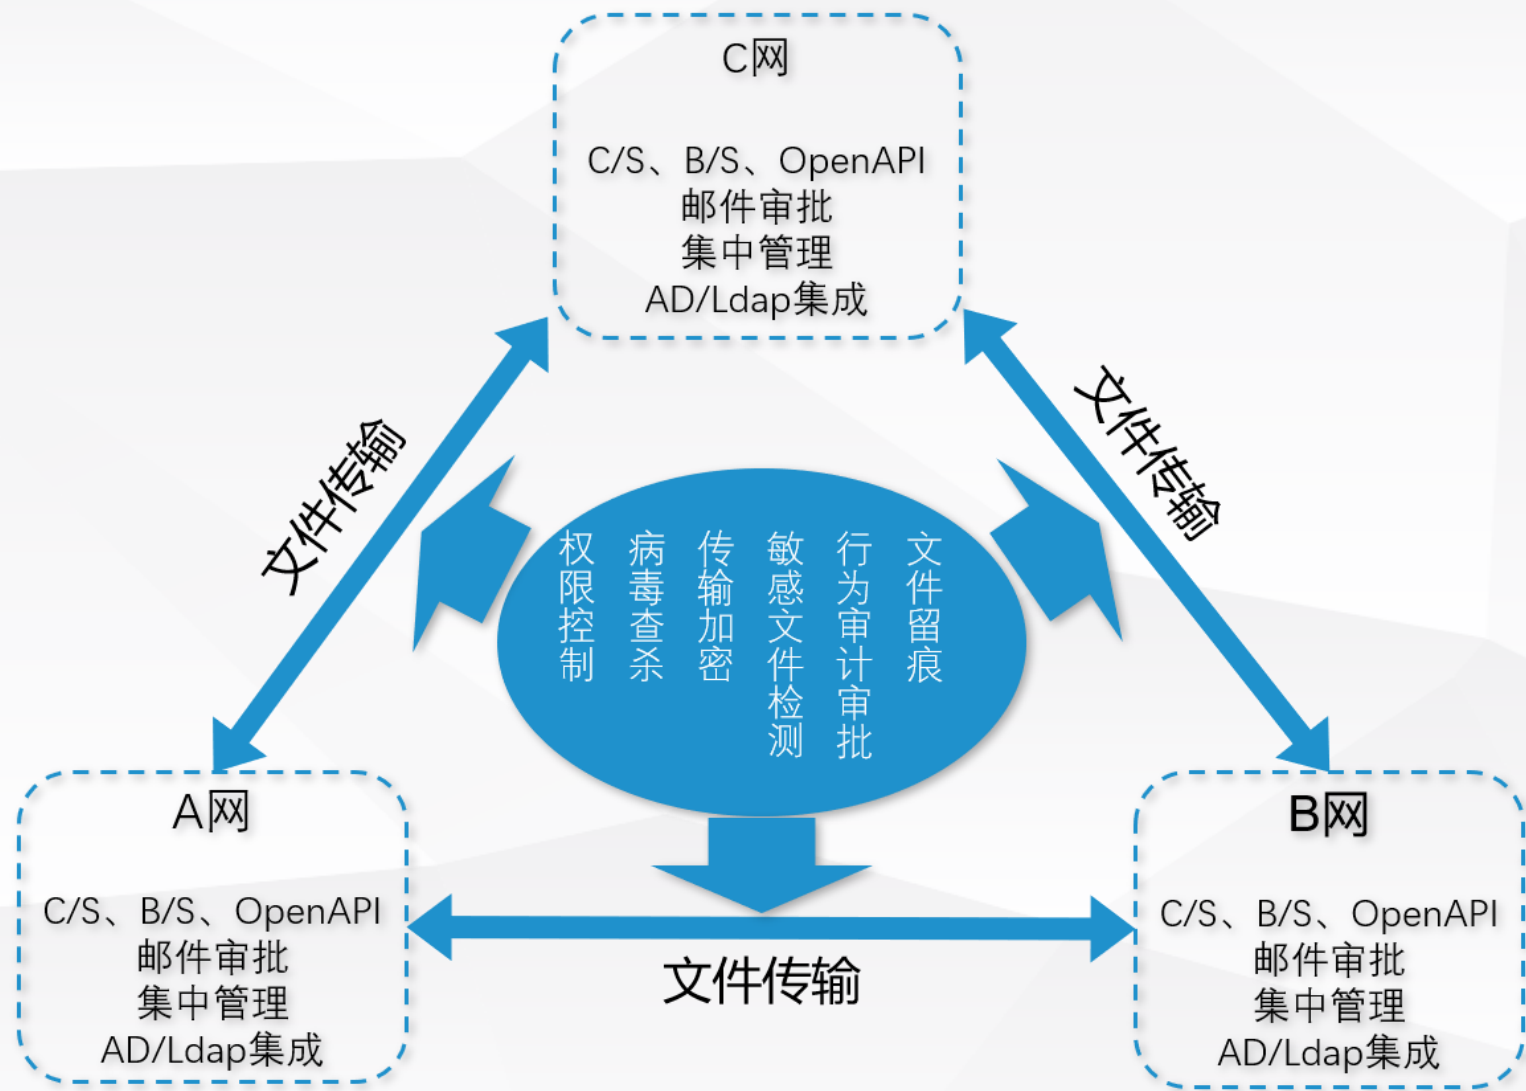 C网
C/S、B/S、OpenAPI
邮件审批
集中管理
AD/Ldap集成
文件传输
文件传输
权限控制
病毒查杀
传输加密
敏感文件检测
行为审计审批
文件留痕
A网
C/S、B/S、OpenAPI
邮件审批
集中管理
AD/Ldap集成
文件传输
B网
C/S、B/S、OpenAPI
邮件审批
集中管理
AD/Ldap集成